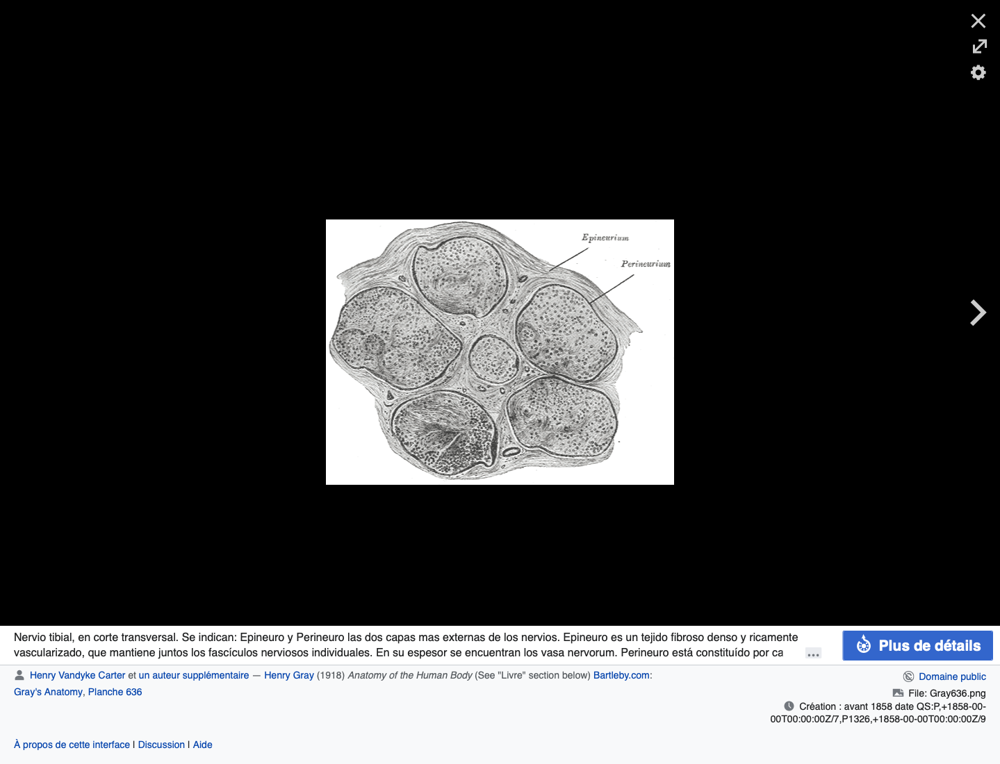 Epineurium
Perineurium
Nervio tibial, en corte transversal. Se indican: Epineuro y Perineuro las dos capas mas externas de los nervios. Epineuro es un tejido fibroso denso y ricamente
vascularizado, que mantiene juntos los fascículos nerviosos individuales. En su espesor se encuentran los vasa nervorum. Perineuro está constituído por ca
...
Plus de détails
Henry Vandyke Carter et un auteur supplémentaire — Henry Gray (1918) Anatomy of the Human Body (See "Livre" section below) Bartleby.com:
Gray's Anatomy, Planche 636
Domaine public
File: Gray636.png
Création : avant 1858 date QS:P,+1858-00-
00T00:00:00Z/7,P1326,+1858-00-00T00:00:00Z/9
À propos de cette interface | Discussion | Aide